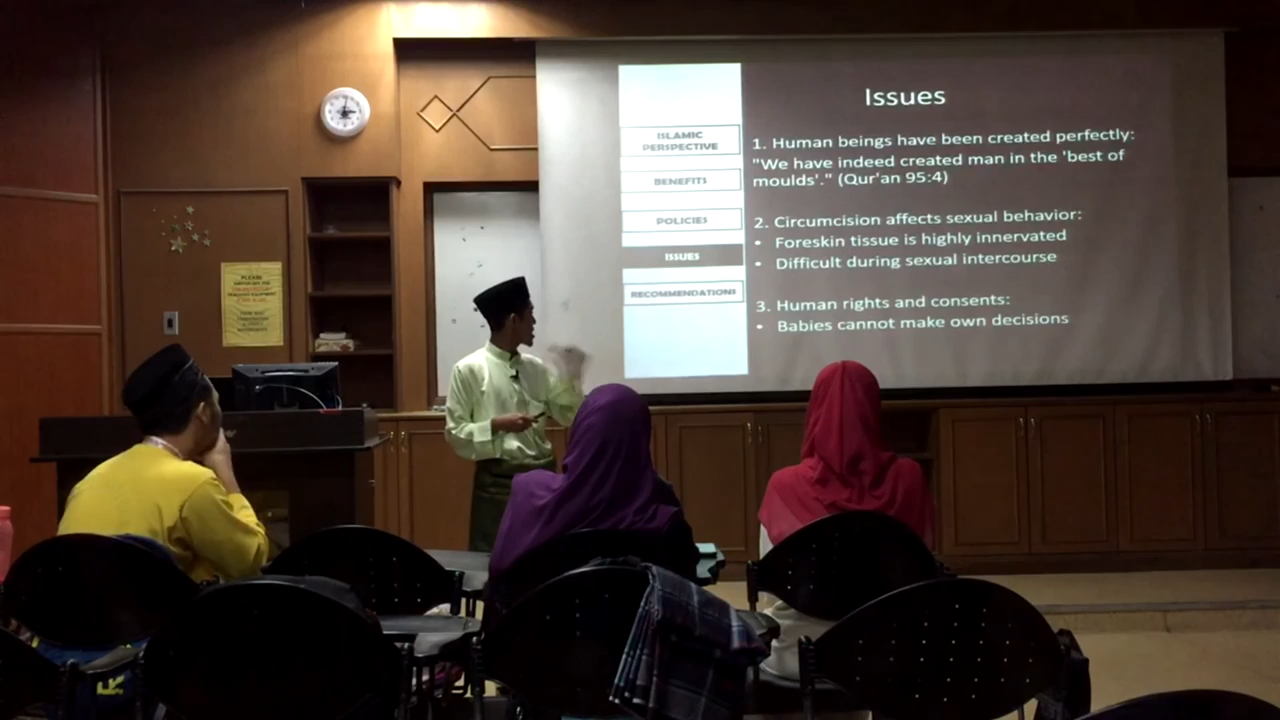 Issues
ISLAMIC
PERSPECTIVE
BENEFITS
POLICIES
ISSUES
RECOMMENDATIONS
1. Human beings have been created perfectly:
"We have indeed created man in the 'best of
moulds'." (Qur'an 95:4)
2. Circumcision affects sexual behavior:
• Foreskin tissue is highly innervated
• Difficult during sexual intercourse
3. Human rights and consents:
• Babies cannot make own decisions
PLEASE